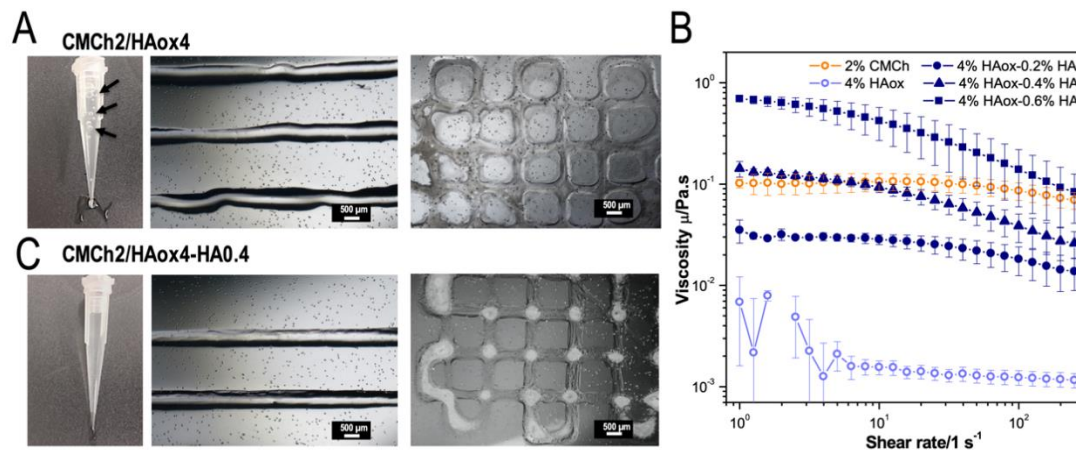 A
CMCh2/HAox4
500 µm
500 µm
C
CMCh2/HAox4-HA0.4
500 µm
500 µm
B
2% CMCh
4% HAox
4% HAox-0.2% HA
4% HAox-0.4% HA
4% HAox-0.6% HA
Viscosity µ/Pa.s
10⁰
10⁻¹
10⁻²
10⁻³
10⁰
10¹
10²
Shear rate/1 s⁻¹